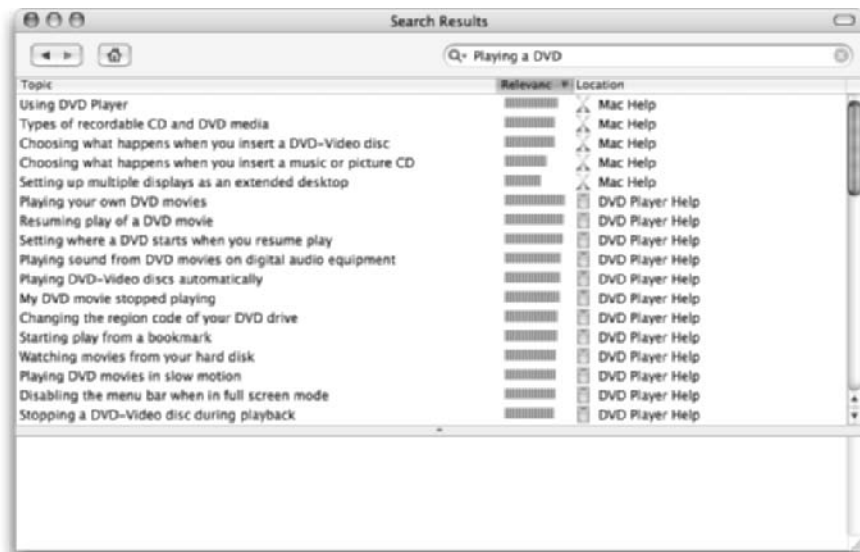 Search Results
Playing a DVD
Topic Relevanc Location
Using DVD Player Mac Help
Types of recordable CD and DVD media Mac Help
Choosing what happens when you insert a DVD-Video disc Mac Help
Choosing what happens when you insert a music or picture CD Mac Help
Setting up multiple displays as an extended desktop Mac Help
Playing your own DVD movies DVD Player Help
Resuming play of a DVD movie DVD Player Help
Setting where a DVD starts when you resume play DVD Player Help
Playing sound from DVD movies on digital audio equipment DVD Player Help
Playing DVD-Video discs automatically DVD Player Help
My DVD movie stopped playing DVD Player Help
Changing the region code of your DVD drive DVD Player Help
Starting play from a bookmark DVD Player Help
Watching movies from your hard disk DVD Player Help
Playing DVD movies in slow motion DVD Player Help
Disabling the menu bar when in full screen mode DVD Player Help
Stopping a DVD-Video disc during playback DVD Player Help